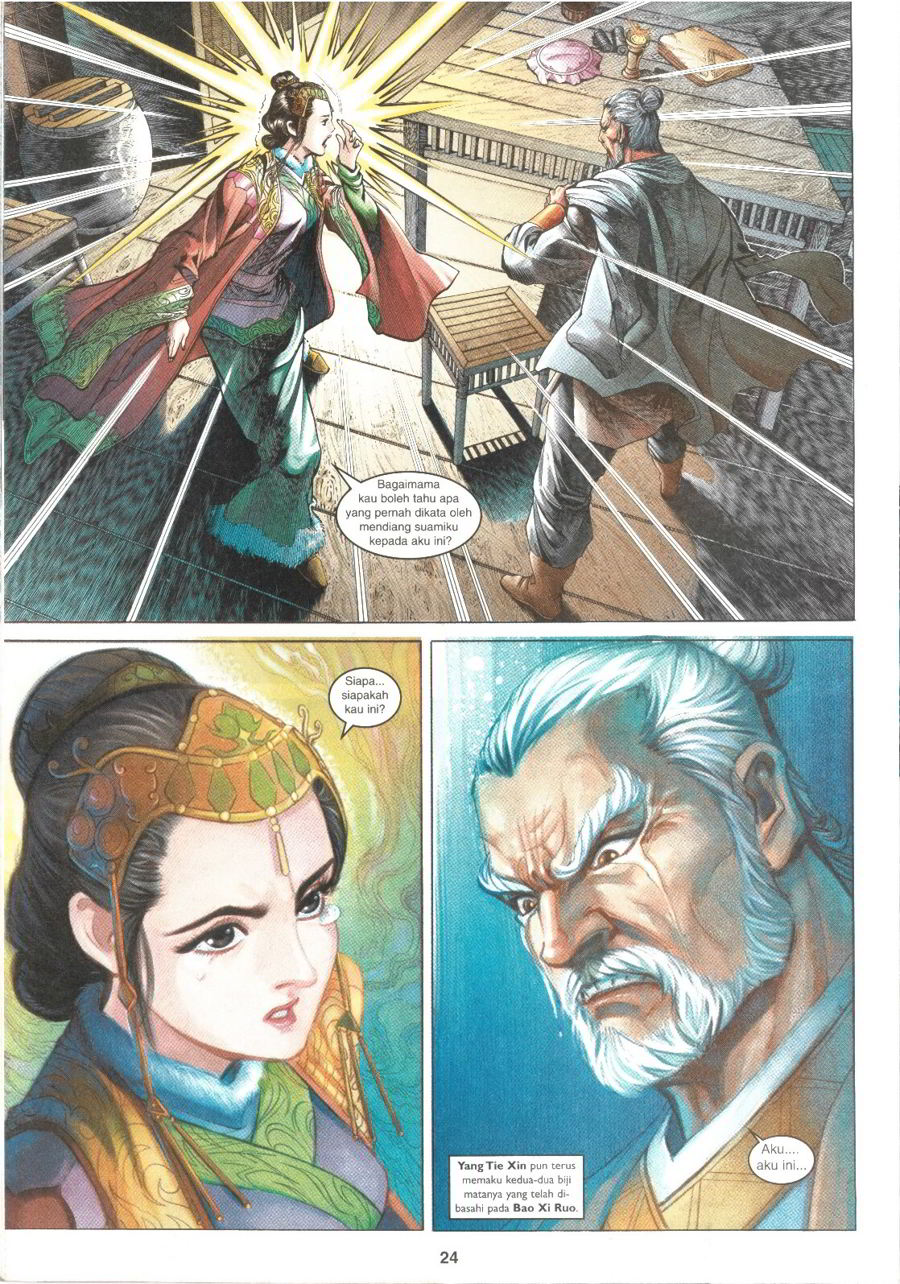 Bagaimama
kau boleh tahu apa
yang pernah dikata oleh
mendiang suamiku
kepada aku ini?
Siapa...
siapakah
kau ini?
Yang Tie Xin pun terus
memaku kedua-dua biji
matanya yang telah di-
basahi pada Bao Xi Ruo.
Aku....
aku ini...
24